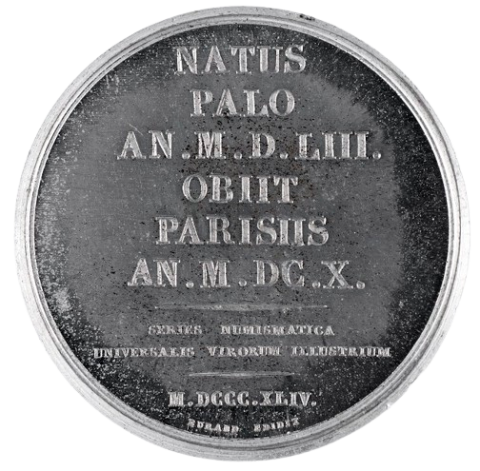 NATUS
PALO
AN.M.D.LIII.
OBIIT
PARISIIS
AN.M.DC.X.
SERIES NUMISMATICA
UNIVERSALIS VIRORUM ILLUSTRIUM
M.DCCC.XLIV.
DURAND EDIDIT